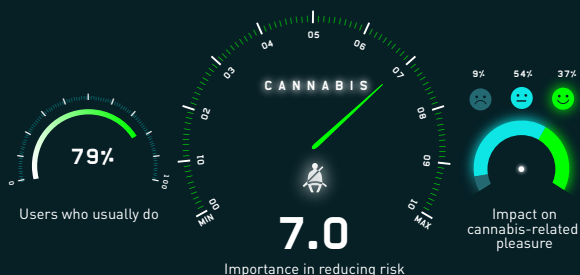 79%
0
100
Users who usually do
CANNABIS
00
01
02
03
04
05
06
07
08
09
10
MIN
MAX
7.0
Importance in reducing risk
9% 54% 37%
Impact on
cannabis-related
pleasure